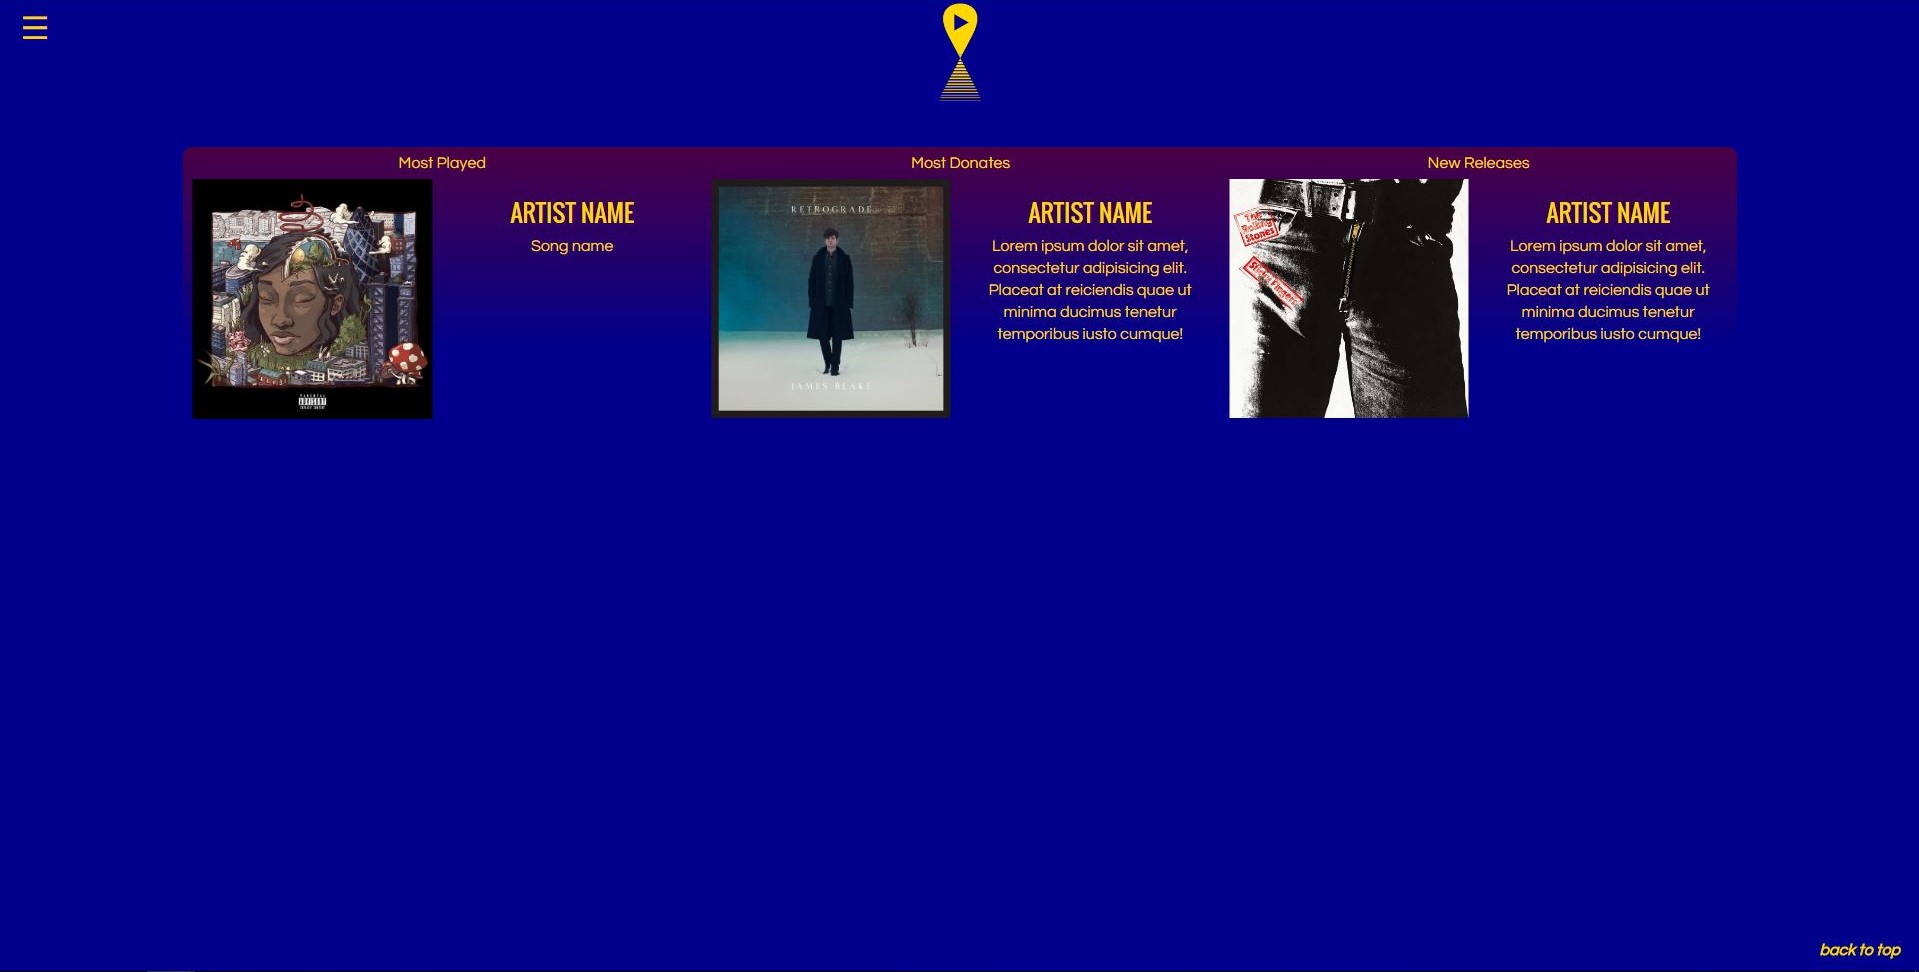 Most Played
Most Donates
New Releases
ARTIST NAME
Song name
RETROGRADE
JAMES BLAKE
ARTIST NAME
Lorem ipsum dolor sit amet,
consectetur adipisicing elit.
Placeat at reiciendis quae ut
minima ducimus tenetur
temporibus iusto cumque!
The
Rolling
Stones
Sticky Fingers
ARTIST NAME
Lorem ipsum dolor sit amet,
consectetur adipisicing elit.
Placeat at reiciendis quae ut
minima ducimus tenetur
temporibus iusto cumque!
PARENTAL
ADVISORY
EXPLICIT CONTENT
back to top